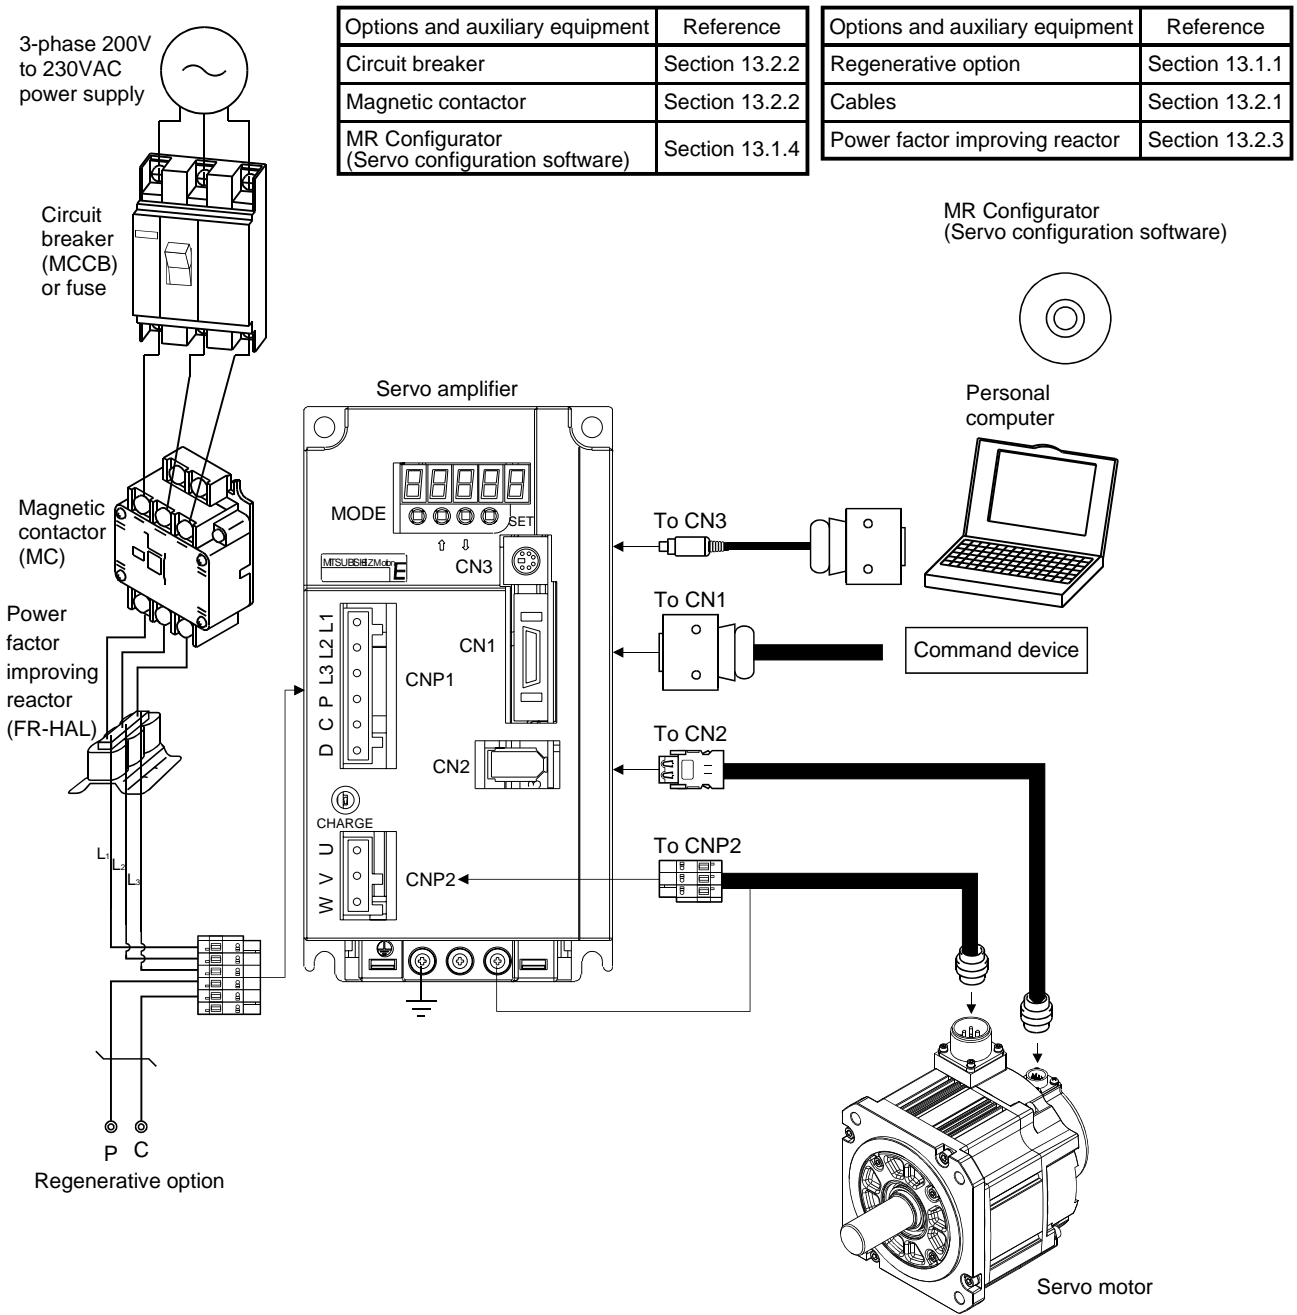 Options and auxiliary equipment Reference
Circuit breaker Section 13.2.2
Magnetic contactor Section 13.2.2
MR Configurator
(Servo configuration software) Section 13.1.4
Options and auxiliary equipment Reference
Regenerative option Section 13.1.1
Cables Section 13.2.1
Power factor improving reactor Section 13.2.3
3-phase 200V
to 230VAC
power supply
Circuit
breaker
(MCCB)
or fuse
MR Configurator
(Servo configuration software)
Personal
computer
Servo amplifier
MODE
SET
CN3
To CN3
Magnetic
contactor
(MC)
E
To CN1
Command device
Power
factor
improving
reactor
(FR-HAL)
L1
L2
L3
P
C
D
CNP1
CN1
To CN2
CN2
CHARGE
To CNP2
U
V
W
CNP2
L1
L2
L3
P C
Regenerative option
Servo motor